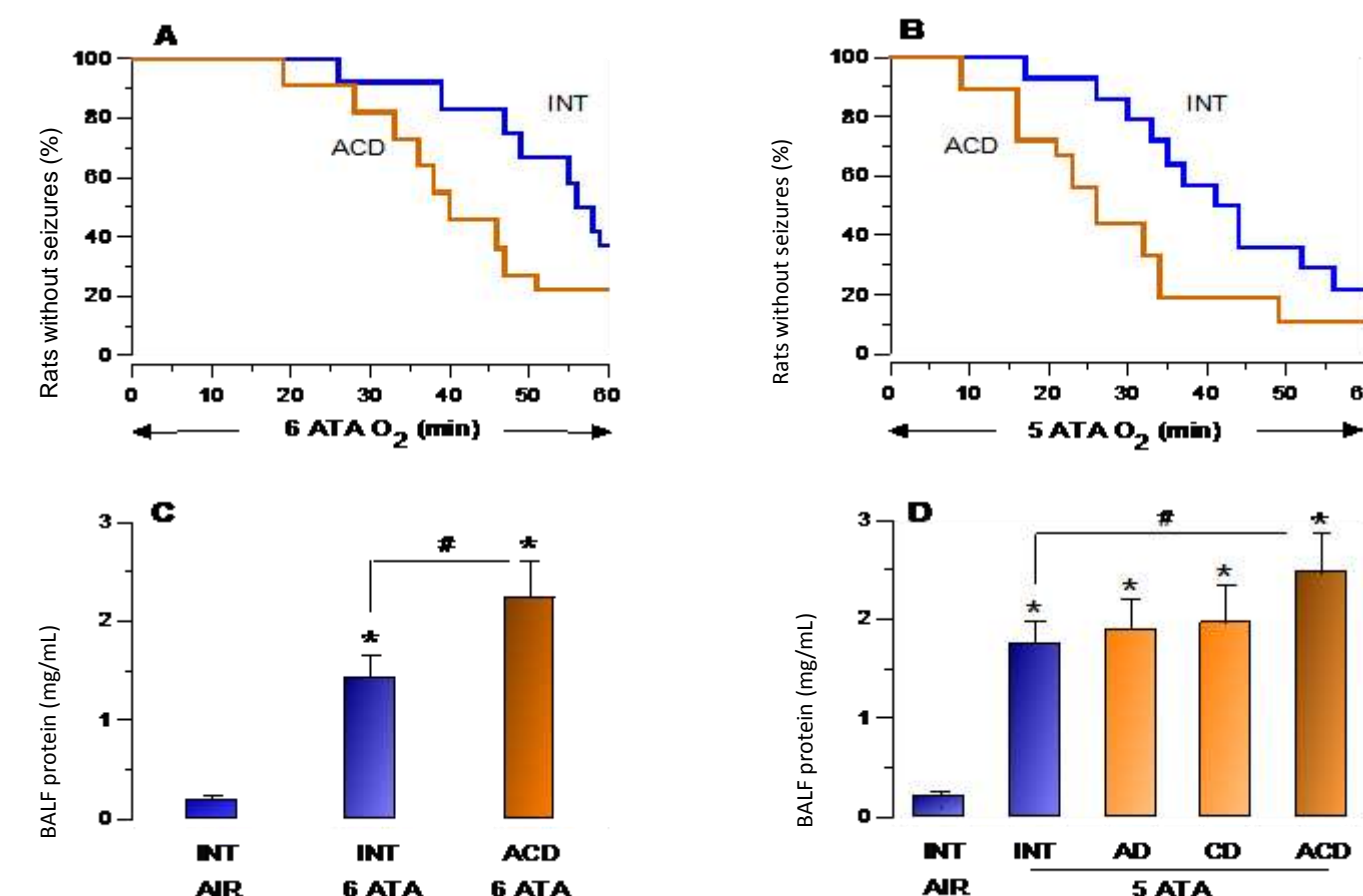 A
100
80
60
40
20
0
Rats without seizures (%)
INT
ACD
0 10 20 30 40 50 60
6 ATA O2 (min)
B
100
80
60
40
20
0
Rats without seizures (%)
INT
ACD
0 10 20 30 40 50 6
5 ATA O2 (min)
C
3
2
1
0
BALF protein (mg/mL)
# *
*
INT INT ACD
AIR 6 ATA 6 ATA
D
3
2
1
0
BALF protein (mg/mL)
# *
* * *
INT INT AD CD ACD
AIR 5 ATA